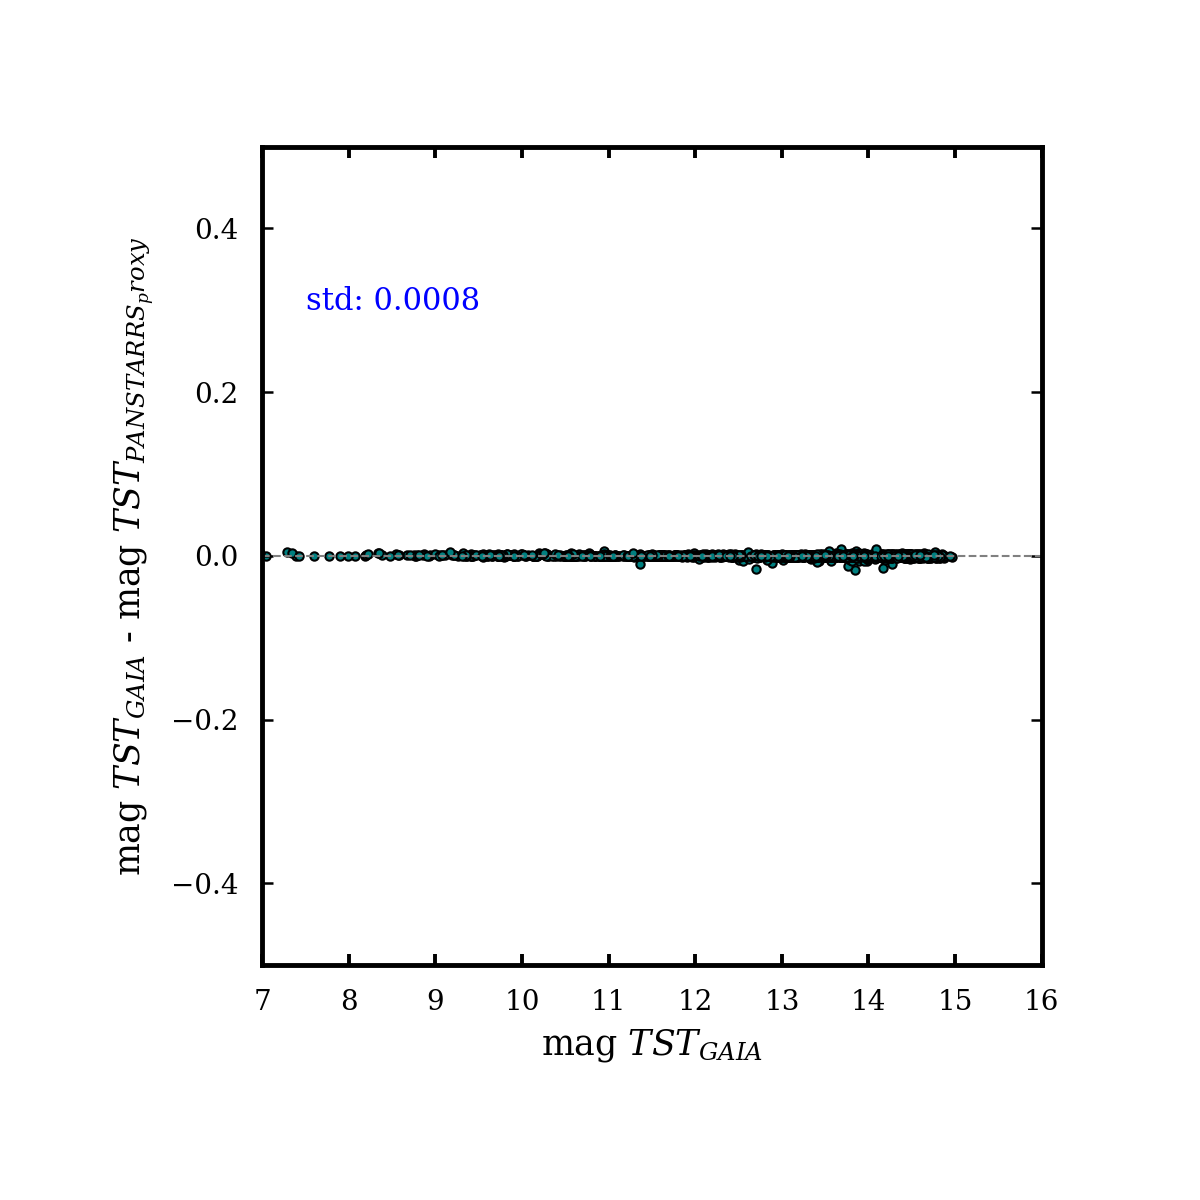 0.4
std: 0.0008
0.2
0.0
−0.2
−0.4
mag TST_GAIA - mag TST_PANSTARRS_proxy
7 8 9 10 11 12 13 14 15 16
mag TST_GAIA